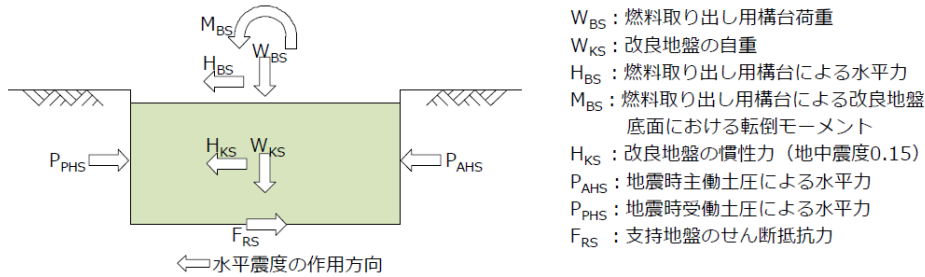 M_BS
W_BS
H_BS
P_PHS
H_KS
W_KS
P_AHS
F_RS
水平震度の作用方向
W_BS：燃料取り出し用構台荷重
W_KS：改良地盤の自重
H_BS：燃料取り出し用構台による水平力
M_BS：燃料取り出し用構台による改良地盤
底面における転倒モーメント
H_KS：改良地盤の慣性力（地中震度0.15）
P_AHS：地震時主働土圧による水平力
P_PHS：地震時受働土圧による水平力
F_RS：支持地盤のせん断抵抗力